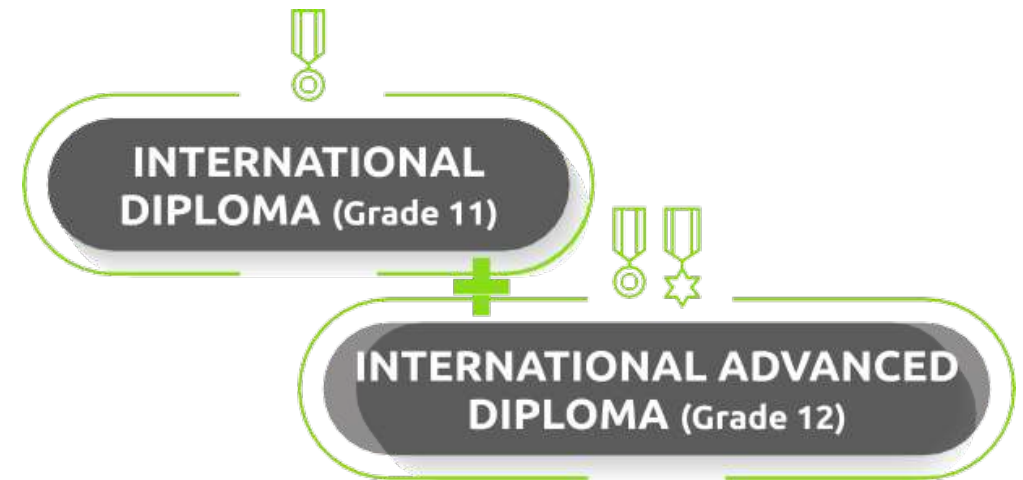 INTERNATIONAL
DIPLOMA (Grade 11)
INTERNATIONAL ADVANCED
DIPLOMA (Grade 12)